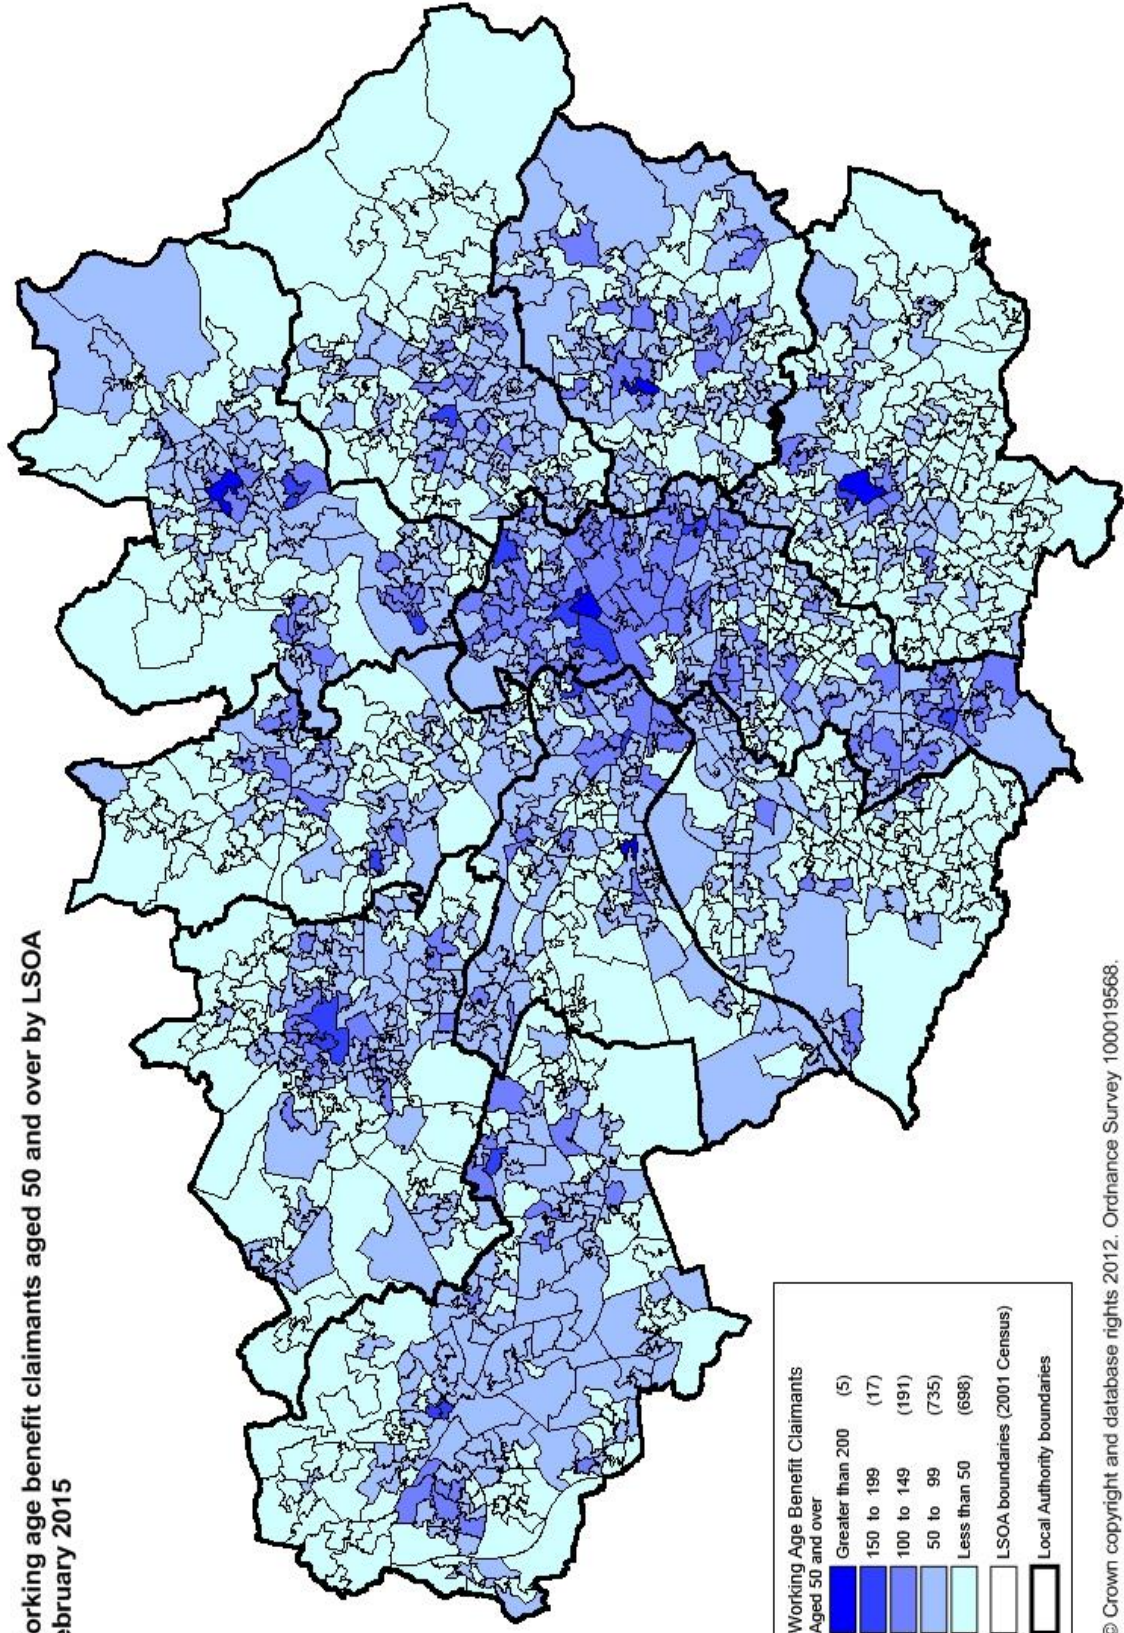 orking age benefit claimants aged 50 and over by LSOA
ebruary 2015
Working Age Benefit Claimants
Aged 50 and over
Greater than 200 (5)
150 to 199 (17)
100 to 149 (191)
50 to 99 (735)
Less than 50 (698)
LSOA boundaries (2001 Census)
Local Authority boundaries
© Crown copyright and database rights 2012. Ordnance Survey 100019568.